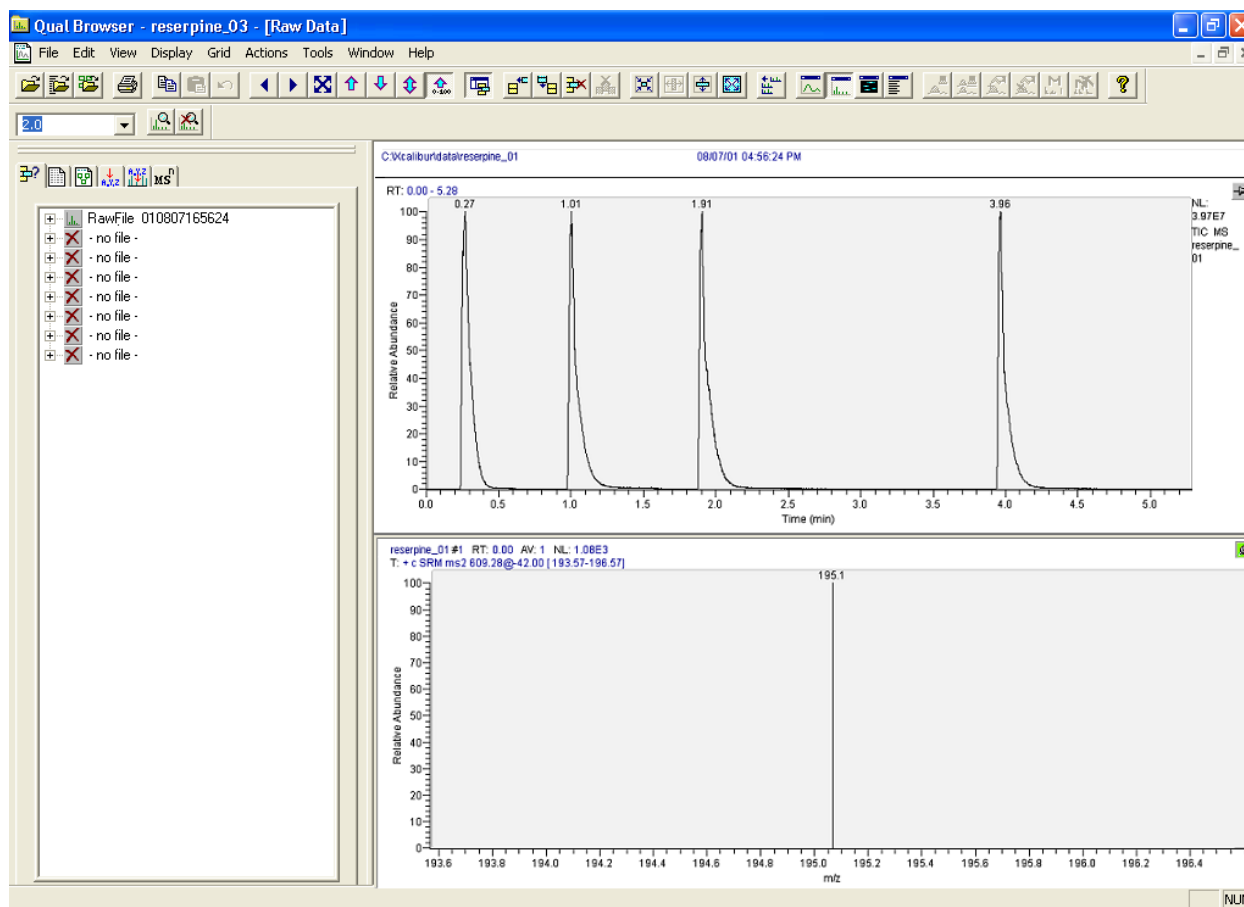 Qual Browser - reserpine_03 - [Raw Data]
File Edit View Display Grid Actions Tools Window Help
0-100
2.0
A,Y,Z A,Y,Z MSn
RawFile 010807165624
- no file -
- no file -
- no file -
- no file -
- no file -
- no file -
- no file -
C:\Xcalibur\data\reserpine_01 08/07/01 04:56:24 PM
RT: 0.00 - 5.28
NL:
3.97E7
TIC MS
reserpine_
01
0.27 1.01 1.91 3.96
100
90
80
70
60
50
40
30
20
10
0
Relative Abundance
0.0 0.5 1.0 1.5 2.0 2.5 3.0 3.5 4.0 4.5 5.0
Time (min)
reserpine_01 #1 RT: 0.00 AV: 1 NL: 1.08E3
T: + c SRM ms2 609.28@-42.00 [ 193.57-196.57]
195.1
100
90
80
70
60
50
40
30
20
10
0
Relative Abundance
193.6 193.8 194.0 194.2 194.4 194.6 194.8 195.0 195.2 195.4 195.6 195.8 196.0 196.2 196.4
m/z
NUM